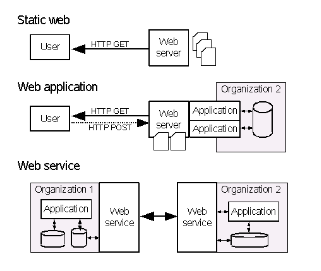 Static web
User
HTTP GET
Web
server
Web application
Organization 2
User
HTTP GET
HTTP POST
Web
server
Application
Application
Web service
Organization 1
Application
Web
service
Web
service
Organization 2
Application